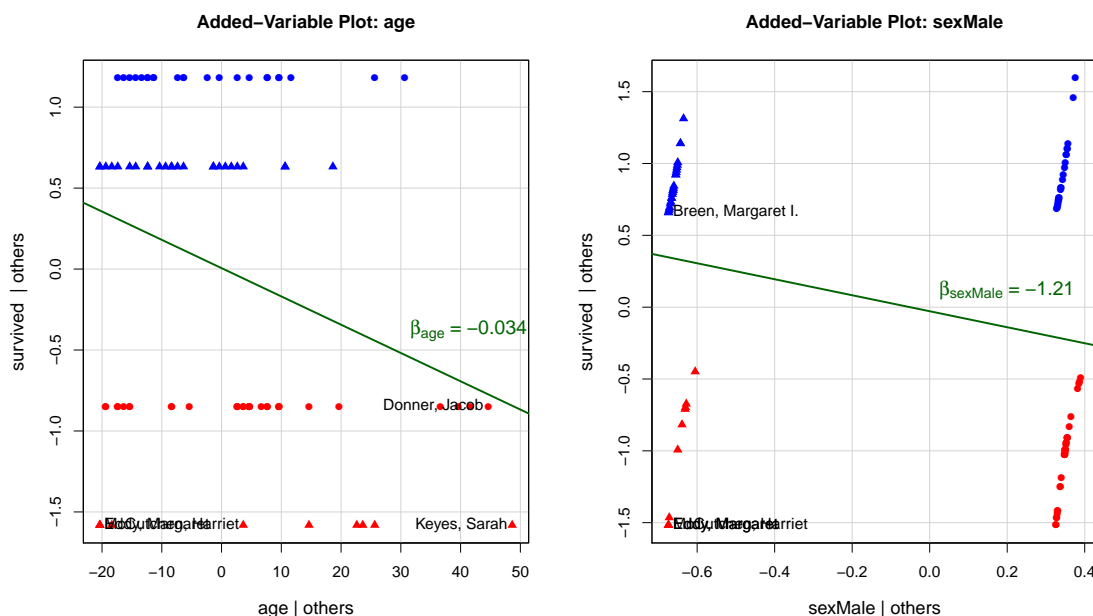 Added−Variable Plot: age
survived | others
1.0
0.5
0.0
−0.5
−1.0
−1.5
βage = −0.034
Donner, Jacob
Keyes, Sarah
−20 −10 0 10 20 30 40 50
age | others
Added−Variable Plot: sexMale
survived | others
1.5
1.0
0.5
0.0
−0.5
−1.0
−1.5
Breen, Margaret I.
βsexMale = −1.21
−0.6 −0.4 −0.2 0.0 0.2 0.4
sexMale | others